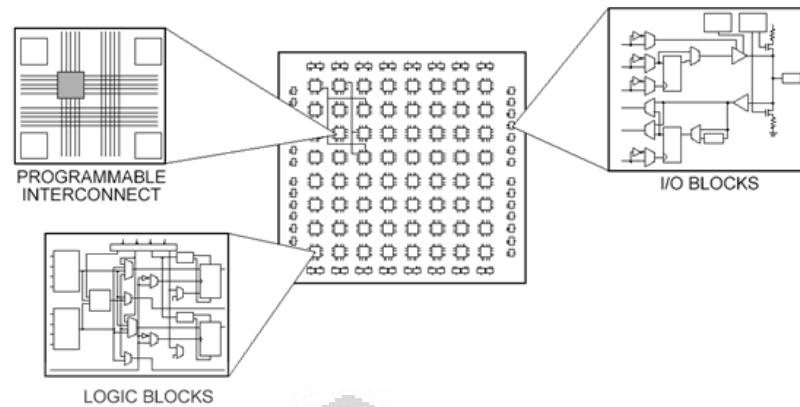 PROGRAMMABLE
INTERCONNECT
I/O BLOCKS
LOGIC BLOCKS